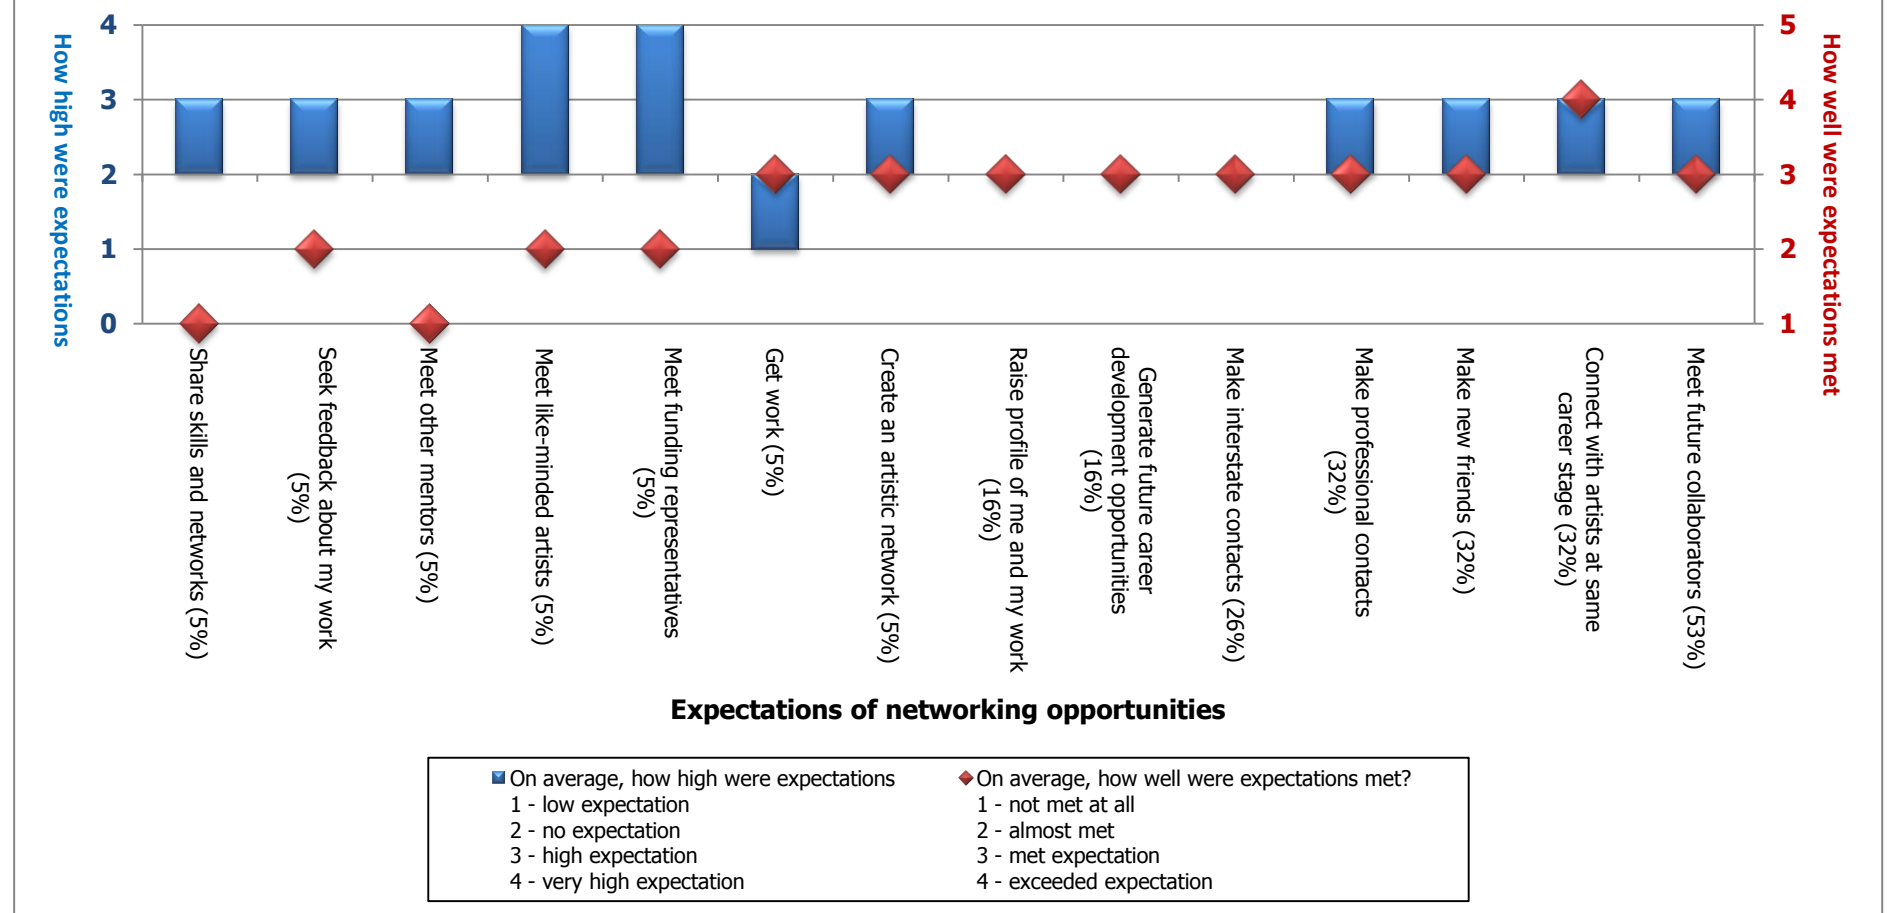 How high were expectations
4
3
2
1
0
5
4
3
2
1
How well were expectations met
Share skills and networks (5%)
Seek feedback about my work
(5%)
Meet other mentors (5%)
Meet like-minded artists (5%)
Meet funding representatives
(5%)
Get work (5%)
Create an artistic network (5%)
Raise profile of me and my work
(16%)
Generate future career
development opportunities
(16%)
Make interstate contacts (26%)
Make professional contacts
(32%)
Make new friends (32%)
Connect with artists at same
career stage (32%)
Meet future collaborators (53%)
Expectations of networking opportunities
On average, how high were expectations
1 - low expectation
2 - no expectation
3 - high expectation
4 - very high expectation
On average, how well were expectations met?
1 - not met at all
2 - almost met
3 - met expectation
4 - exceeded expectation